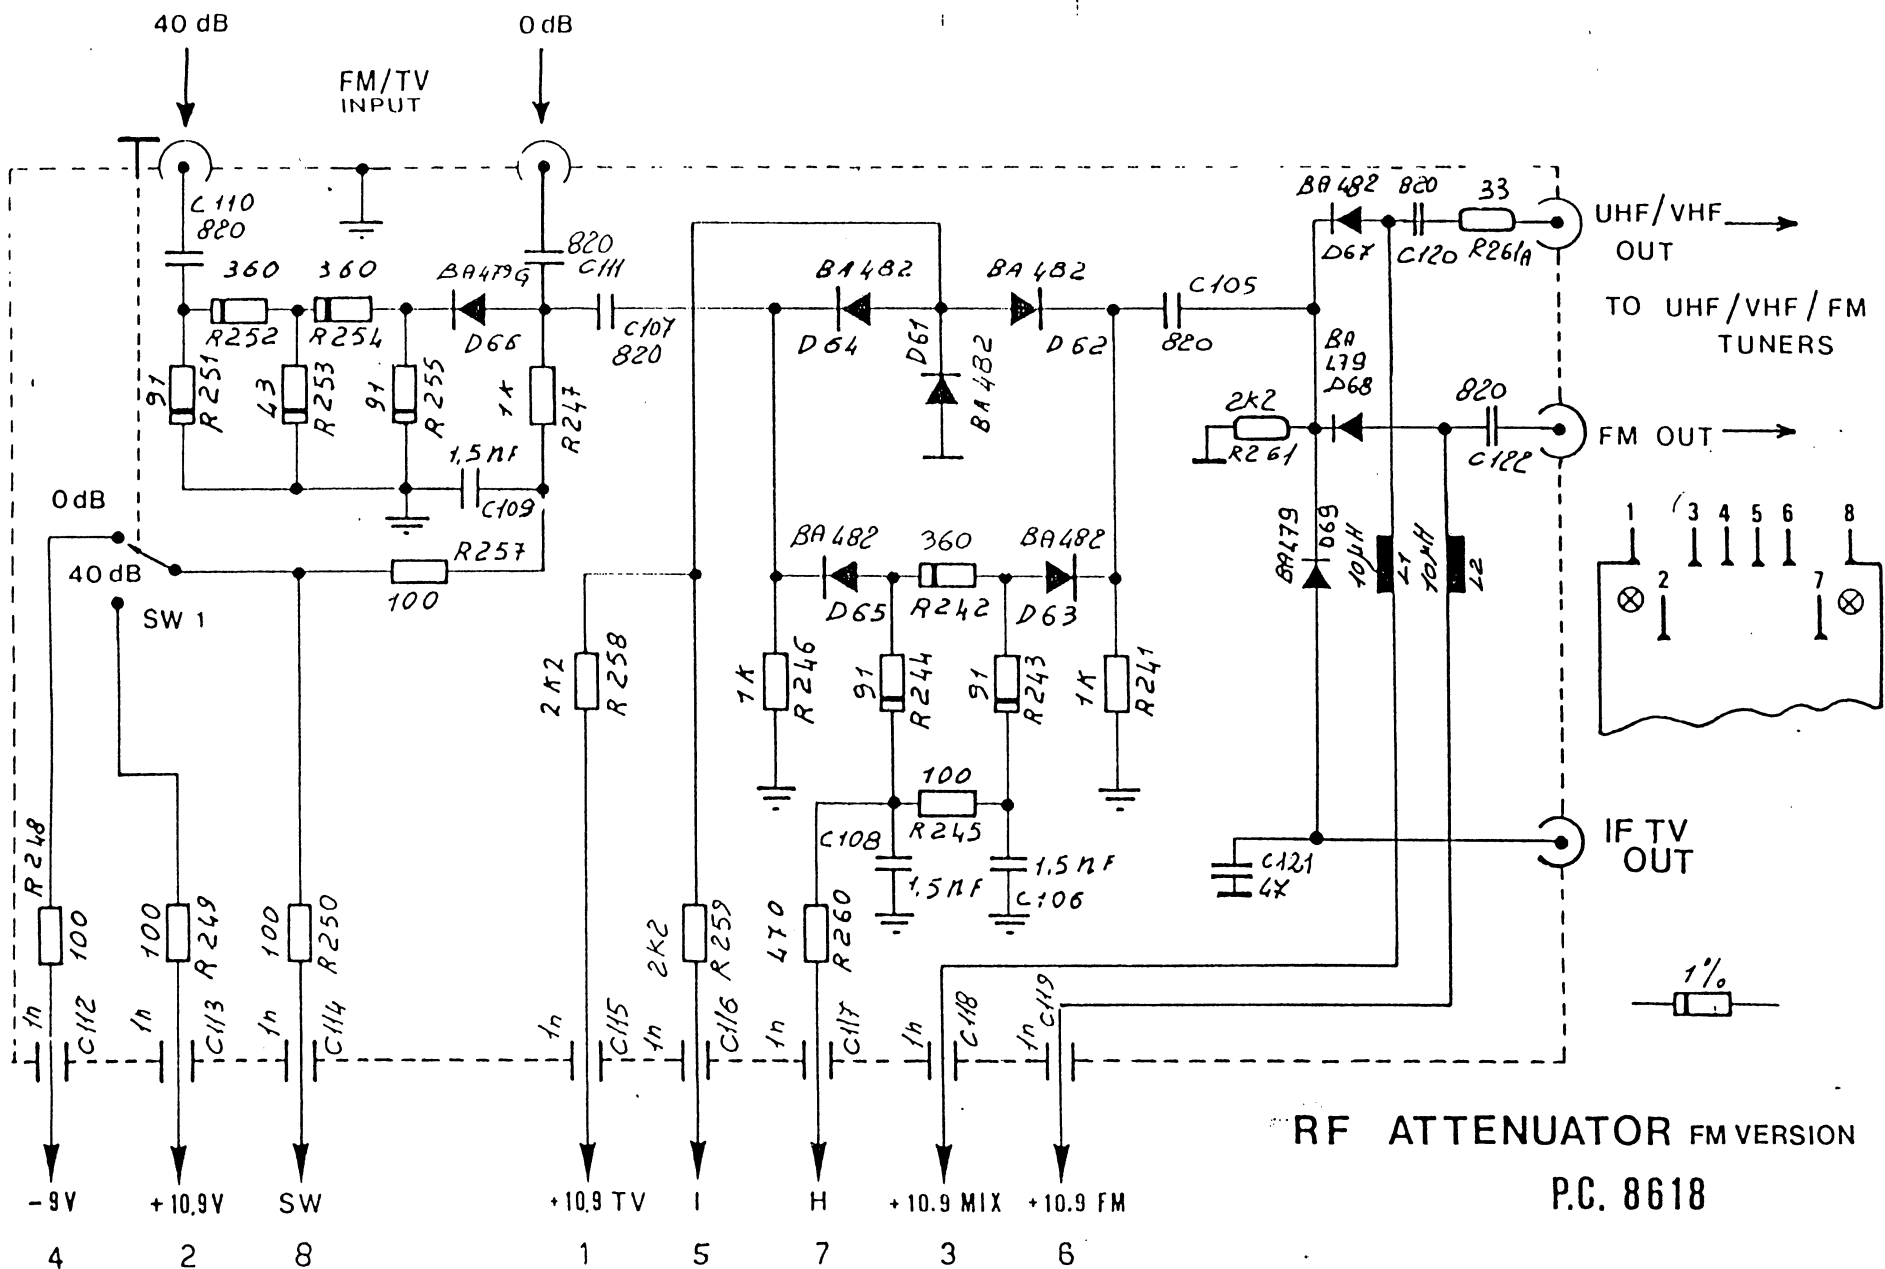 40 dB
0 dB
FM/TV
INPUT
C110
820
820
C111
360
360
BA479G
R252
R254
D66
C107
820
91
R251
43
R253
91
R255
1K
R247
1,5nF
C109
BA482
BA482
D64
D62
D61
BA482
C105
820
BA482
D67
820
C120
33
R261A
UHF/VHF
OUT
TO UHF/VHF/FM
TUNERS
BA
479
D68
2K2
R261
820
C122
FM OUT
0 dB
40 dB
SW 1
R257
100
BA482
360
BA482
D65
R242
D63
BA479
D69
10µH
L1
10µH
L2
1
3
4
5
6
8
2
7
2K2
R258
1K
R246
91
R244
91
R243
1K
R241
100
R245
C108
1,5nF
1,5nF
C106
C121
47
IF TV
OUT
R248
100
100
R249
100
R250
2K2
R259
470
R260
1n
C112
1n
C113
1n
C114
1n
C115
1n
C116
1n
C117
1n
C118
1n
C119
1%
RF ATTENUATOR FM VERSION
P.C. 8618
-9V
+10,9V
SW
+10,9 TV
I
H
+10.9 MIX
+10.9 FM
4
2
8
1
5
7
3
6